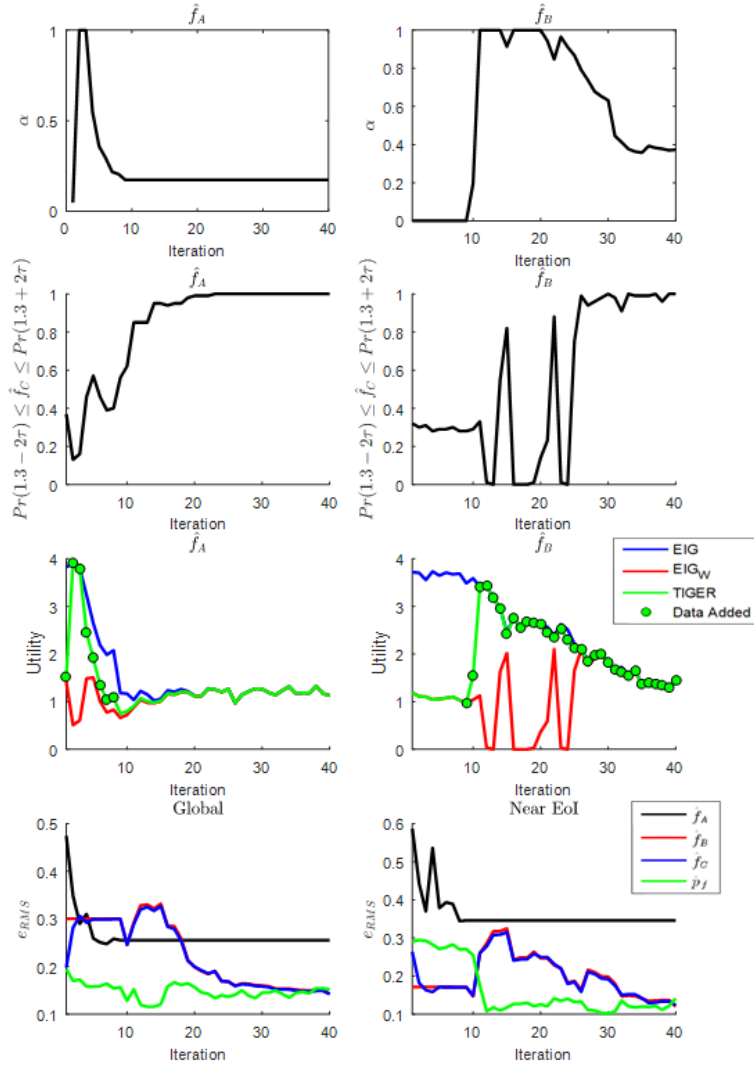 f̂_A
f̂_B
1
0.5
0
α
0
10
20
30
40
Iteration
1
0.8
0.6
0.4
0.2
0
α
10
20
30
40
Iteration
f̂_A
f̂_B
1
0.8
0.6
0.4
0.2
0
Pr(1.3 − 2τ) ≤ f̂_C ≤ Pr(1.3 + 2τ)
10
20
30
40
Iteration
1
0.8
0.6
0.4
0.2
0
Pr(1.3 − 2τ) ≤ f̂_C ≤ Pr(1.3 + 2τ)
10
20
30
40
Iteration
f̂_A
f̂_B
4
3
2
1
0
Utility
10
20
30
40
Iteration
4
3
2
1
0
Utility
10
20
30
40
Iteration
EIG
EIG_W
TIGER
Data Added
Global
Near EoI
0.5
0.4
0.3
0.2
0.1
e_RMS
10
20
30
40
Iteration
0.6
0.5
0.4
0.3
0.2
0.1
e_RMS
10
20
30
40
Iteration
f̂_A
f̂_B
f̂_C
p̂_f